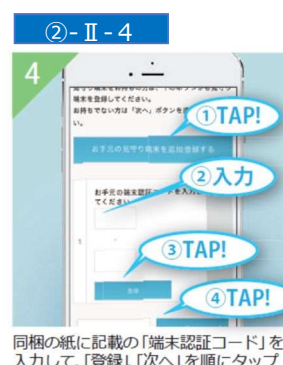 ②-Ⅱ-4
4
端末を登録してください。
お持ちでない方は「次へ」ボタンを
い。
①TAP!
お手元の見守り端末を追加登録する
②入力
お手元の端末認証
ドを入力
てください
1
③TAP!
登録
④TAP!
同梱の紙に記載の「端末認証コード」を
入力して、「登録」「次へ」を順にタップ